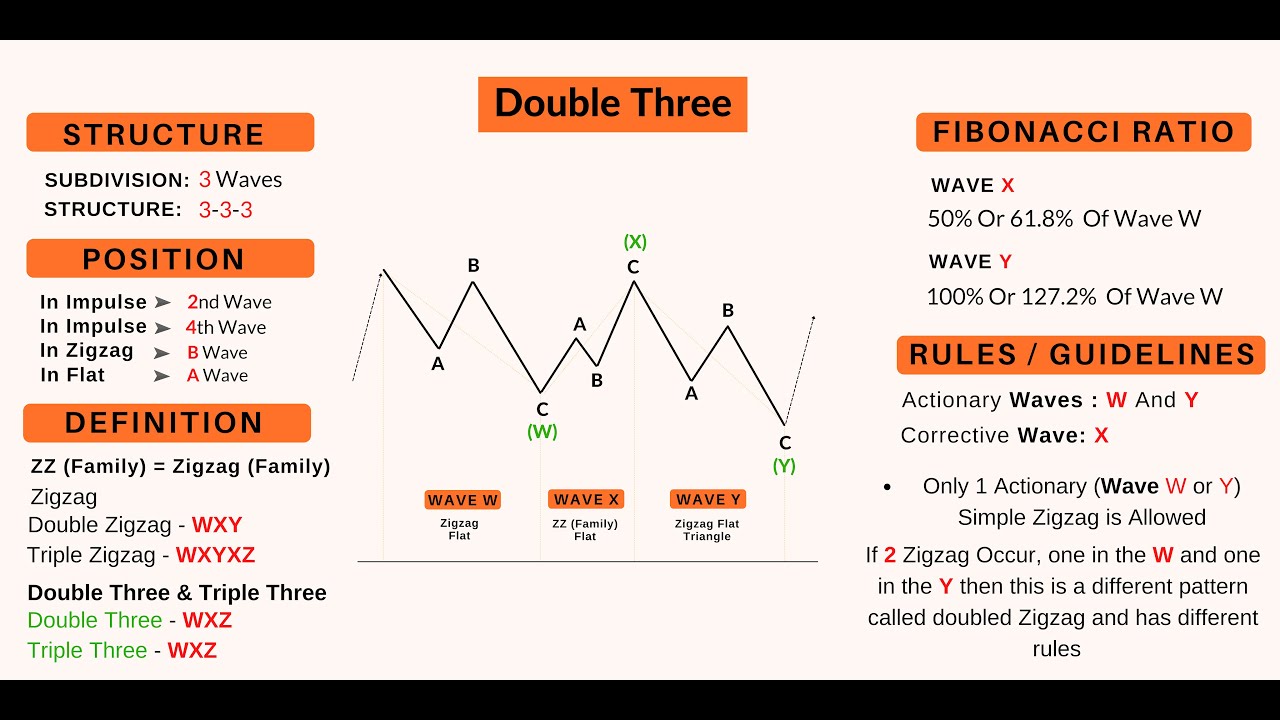 Double Three
STRUCTURE
SUBDIVISION: 3 Waves
STRUCTURE: 3-3-3
POSITION
In Impulse ➤ 2nd Wave
In Impulse ➤ 4th Wave
In Zigzag ➤ B Wave
In Flat ➤ A Wave
DEFINITION
ZZ (Family) = Zigzag (Family)
Zigzag
Double Zigzag - WXY
Triple Zigzag - WXYXZ
Double Three & Triple Three
Double Three - WXZ
Triple Three - WXZ
B
A
C
(W)
A
B
(X)
C
A
B
C
(Y)
WAVE W
Zigzag
Flat
WAVE X
ZZ (Family)
Flat
WAVE Y
Zigzag Flat
Triangle
FIBONACCI RATIO
WAVE X
50% Or 61.8% Of Wave W
WAVE Y
100% Or 127.2% Of Wave W
RULES / GUIDELINES
Actionary Waves : W And Y
Corrective Wave: X
• Only 1 Actionary (Wave W or Y)
Simple Zigzag is Allowed
If 2 Zigzag Occur, one in the W and one
in the Y then this is a different pattern
called doubled Zigzag and has different
rules